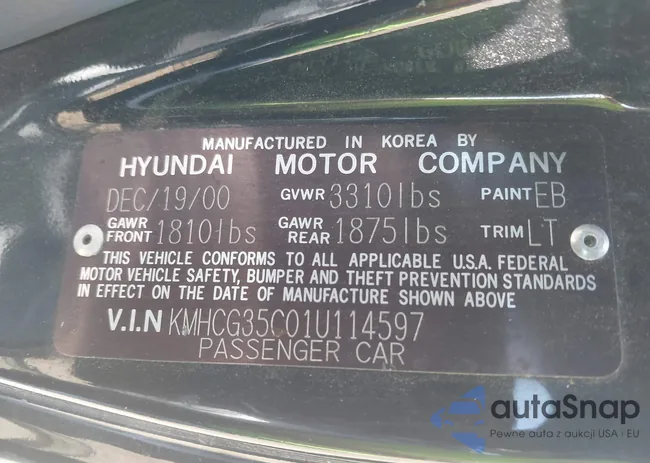 MANUFACTURED IN KOREA BY
HYUNDAI MOTOR COMPANY
DEC/19/00 GVWR 3310lbs PAINT EB
GAWR FRONT 1810lbs GAWR REAR 1875lbs TRIM LT
THIS VEHICLE CONFORMS TO ALL APPLICABLE U.S.A. FEDERAL
MOTOR VEHICLE SAFETY, BUMPER AND THEFT PREVENTION STANDARDS
IN EFFECT ON THE DATE OF MANUFACTURE SHOWN ABOVE
V.I.N KMHCG35C01U114597
PASSENGER CAR
autaSnap
Pewne auta z aukcji USA i EU